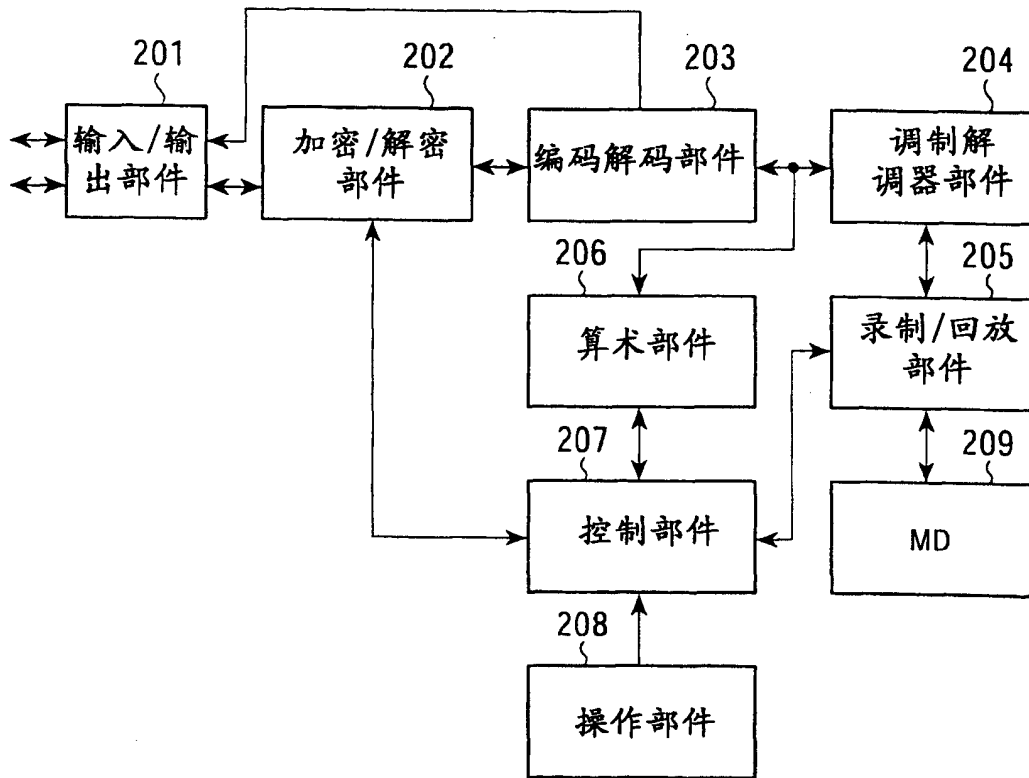 201
输入/输
出部件
202
加密/解密
部件
203
编码解码部件
204
调制解
调器部件
206
算术部件
205
录制/回放
部件
207
控制部件
209
MD
208
操作部件